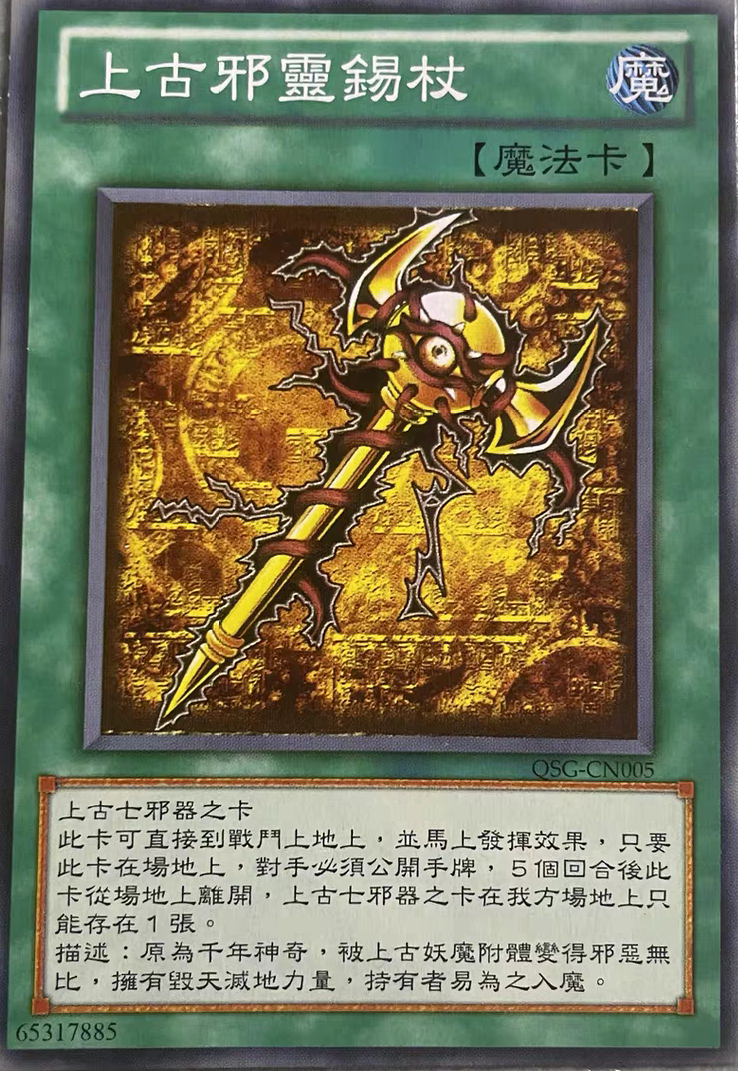 上古邪靈錫杖
魔
【魔法卡】
QSG-CN005
上古士邪器之卡
此卡可直接到戰鬥上地上，並馬上發揮效果，只要
此卡在場地上，對手必須公開手牌，５個回合後此
卡從場地上離開，上古士邪器之卡在我方場地上只
能存在１張。
描述：原為千年神奇，被上古妖魔附體變得邪惡無
比，擁有毀天滅地力量，持有者易為之入魔。
65317885